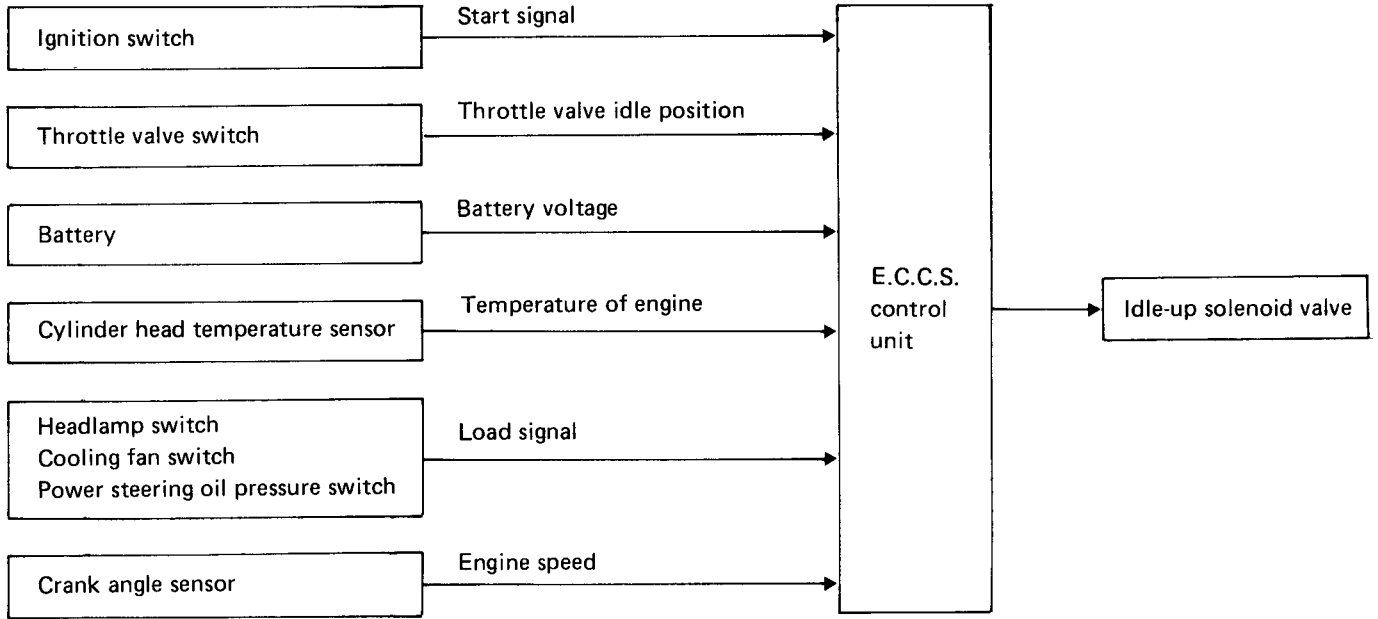 Ignition switch
Start signal
Throttle valve switch
Throttle valve idle position
Battery
Battery voltage
Cylinder head temperature sensor
Temperature of engine
Headlamp switch
Cooling fan switch
Power steering oil pressure switch
Load signal
Crank angle sensor
Engine speed
E.C.C.S.
control
unit
Idle-up solenoid valve